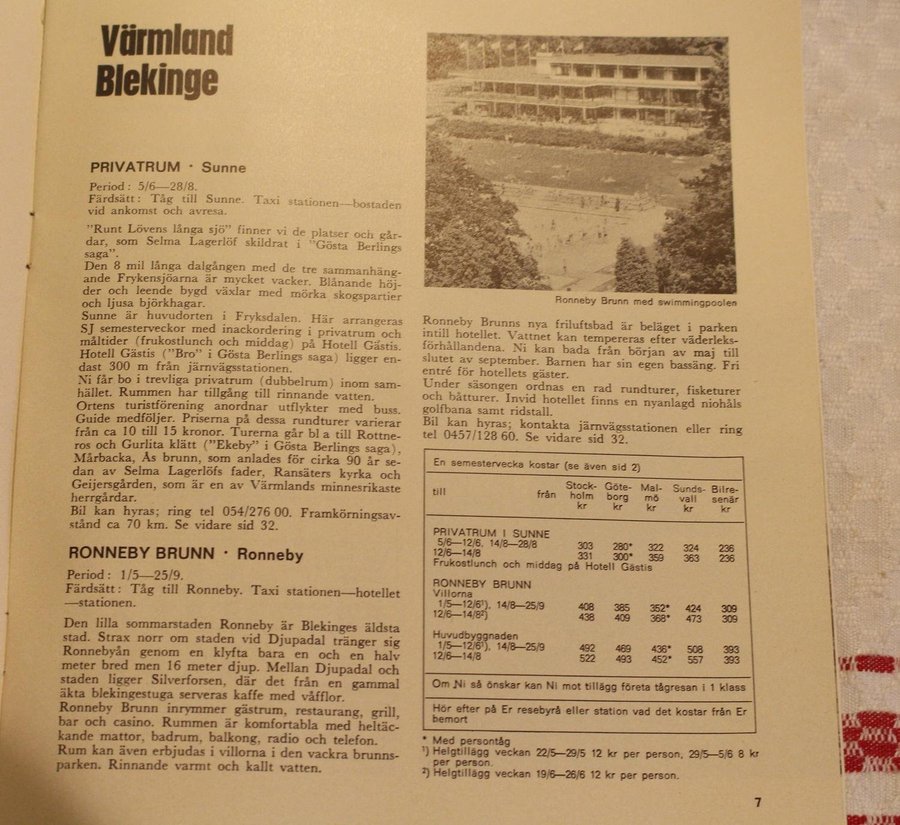 Värmland
Blekinge
PRIVATRUM · Sunne
Period: 5/6—28/8.
Färdsätt: Tåg till Sunne. Taxi stationen—bostaden
vid ankomst och avresa.
”Runt Lövens långa sjö” finner vi de platser och går-
dar, som Selma Lagerlöf skildrat i ”Gösta Berlings
saga”.
Den 8 mil långa dalgången med de tre sammanhäng-
ande Frykensjöarna är mycket vacker. Blånande höj-
der och leende bygd växlar med mörka skogspartier
och ljusa björkhagar.
Sunne är huvudorten i Fryksdalen. Här arrangeras
SJ semesterveckor med inackordering i privatrum och
måltider (frukostlunch och middag) på Hotell Gästis.
Hotell Gästis (”Bro” i Gösta Berlings saga) ligger en-
dast 300 m från järnvägsstationen.
Ni får bo i trevliga privatrum (dubbelrum) inom sam-
hället. Rummen har tillgång till rinnande vatten.
Ortens turistförening anordnar utflykter med buss.
Guide medföljer. Priserna på dessa rundturer varierar
från ca 10 till 15 kronor. Turerna går bl a till Rottne-
ros och Gurlita klätt (”Ekeby” i Gösta Berlings saga),
Mårbacka, Ås brunn, som anlades för cirka 90 år se-
dan av Selma Lagerlöfs fader, Ransäters kyrka och
Geijersgården, som är en av Värmlands minnesrikaste
herrgårdar.
Bil kan hyras; ring tel 054/276 00. Framkörningsav-
stånd ca 70 km. Se vidare sid 32.
RONNEBY BRUNN · Ronneby
Period: 1/5—25/9.
Färdsätt: Tåg till Ronneby. Taxi stationen—hotellet
—stationen.
Den lilla sommarstaden Ronneby är Blekinges äldsta
stad. Strax norr om staden vid Djupadal tränger sig
Ronnebyån genom en klyfta bara en och en halv
meter bred men 16 meter djup. Mellan Djupadal och
staden ligger Silverforsen, där det från en gammal
äkta blekingestuga serveras kaffe med våfflor.
Ronneby Brunn inrymmer gästrum, restaurang, grill,
bar och casino. Rummen är komfortabla med heltäc-
kande mattor, badrum, balkong, radio och telefon.
Rum kan även erbjudas i villorna i den vackra brunns-
parken. Rinnande varmt och kallt vatten.
Ronneby Brunn med swimmingpoolen
Ronneby Brunns nya friluftsbad är beläget i parken
intill hotellet. Vattnet kan tempereras efter väderleks-
förhållandena. Ni kan bada från början av maj till
slutet av september. Barnen har sin egen bassäng. Fri
entré för hotellets gäster.
Under säsongen ordnas en rad rundturer, fisketurer
och båtturer. Invid hotellet finns en nyanlagd niohåls
golfbana samt ridstall.
Bil kan hyras; kontakta järnvägsstationen eller ring
tel 0457/128 60. Se vidare sid 32.
En semestervecka kostar (se även sid 2)
till från Stock-holm kr Göte-borg kr Mal-mö kr Sunds-vall kr Bilre-senär kr
PRIVATRUM I SUNNE
5/6—12/6, 14/8—28/8 303 280* 322 324 236
12/6—14/8 331 300* 359 363 236
Frukostlunch och middag på Hotell Gästis
RONNEBY BRUNN
Villorna
1/5—12/6¹), 14/8—25/9 408 385 352* 424 309
12/6—14/8²) 438 409 368* 473 309
Huvudbyggnaden
1/5—12/6¹), 14/8—25/9 492 469 436* 508 393
12/6—14/8 522 493 452* 557 393
Om Ni så önskar kan Ni mot tillägg företa tågresan i 1 klass
Hör efter på Er resebyrå eller station vad det kostar från Er
bemort
* Med persontåg
¹) Helgtillägg veckan 22/5—29/5 12 kr per person, 29/5—5/6 8 kr
per person.
²) Helgtillägg veckan 19/6—26/6 12 kr per person.
7